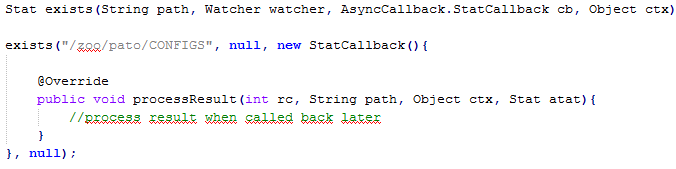 Stat exists(String path, Watcher watcher, AsyncCallback.StatCallback cb, Object ctx)
exists("/zoo/pato/CONFIGS", null, new StatCallback(){
@Override
public void processResult(int rc, String path, Object ctx, Stat atat){
//process result when called back later
}
}, null);